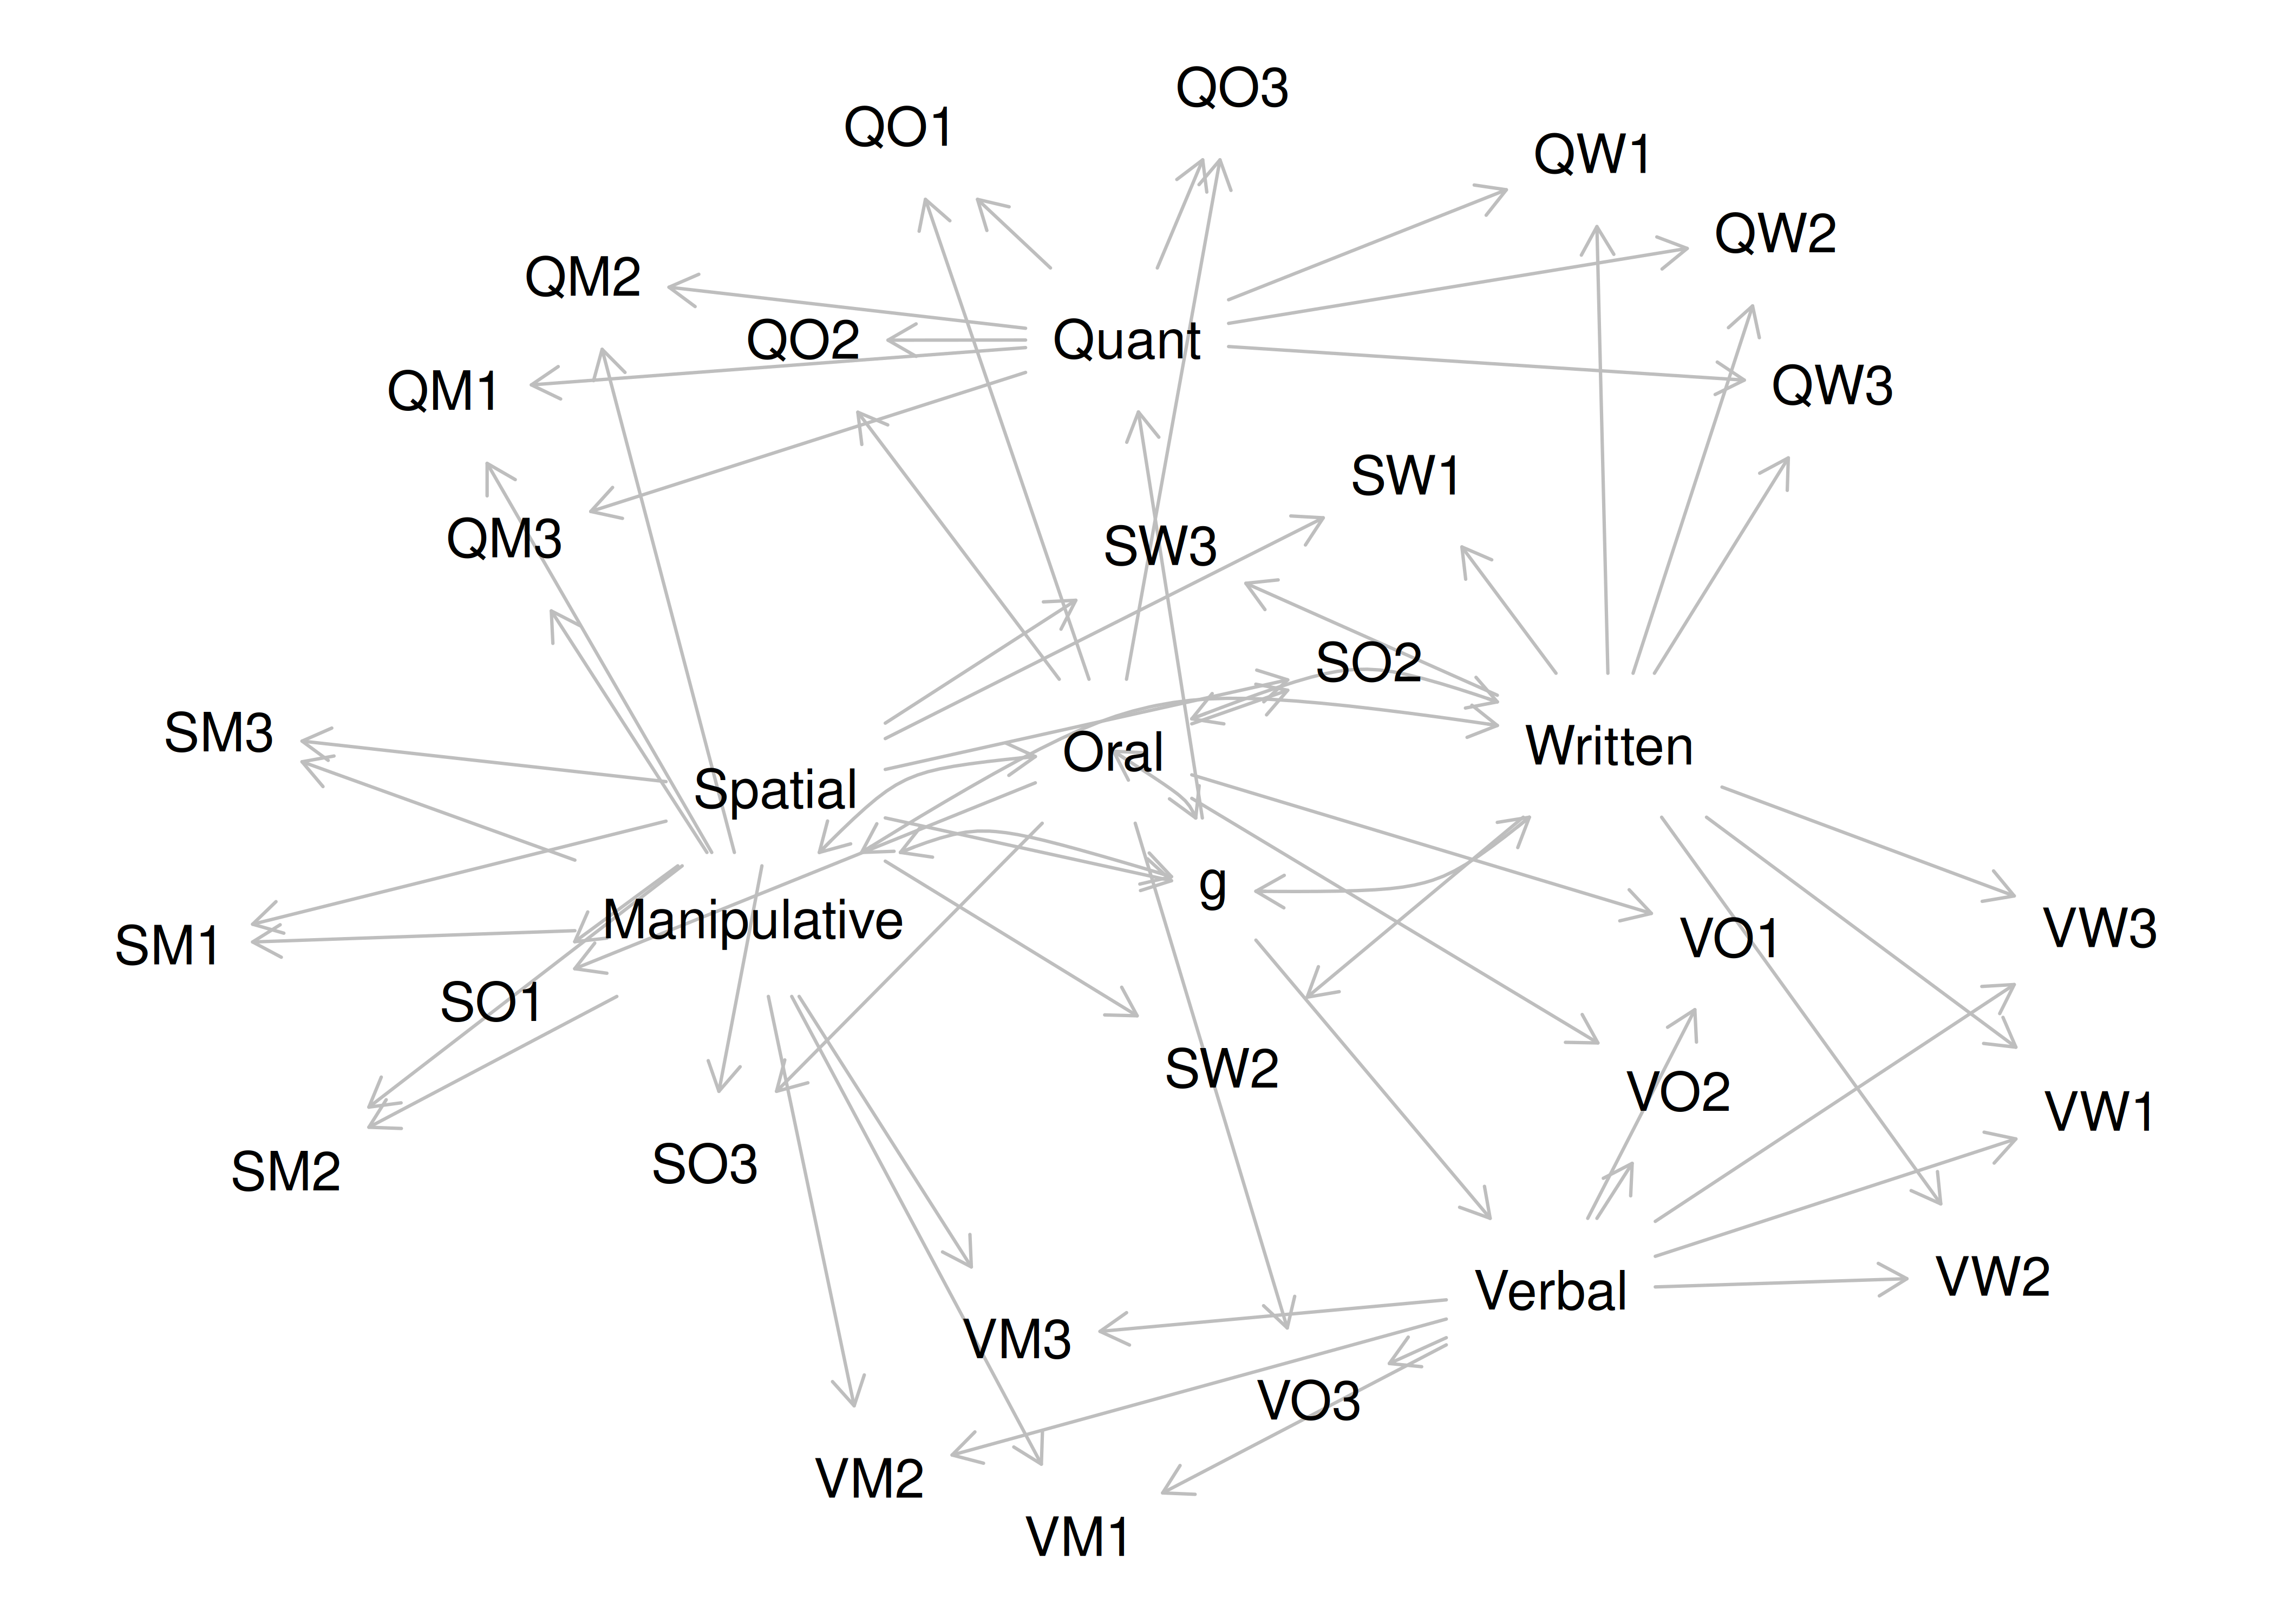 QO3
QO1
QW1
QW2
QM2
QO2
Quant
QM1
QW3
SW1
QM3
SW3
SO2
SM3
Written
Oral
Spatial
g
Manipulative
VW3
VO1
SM1
SO1
SW2
VO2
VW1
SO3
SM2
VW2
Verbal
VM3
VO3
VM2
VM1